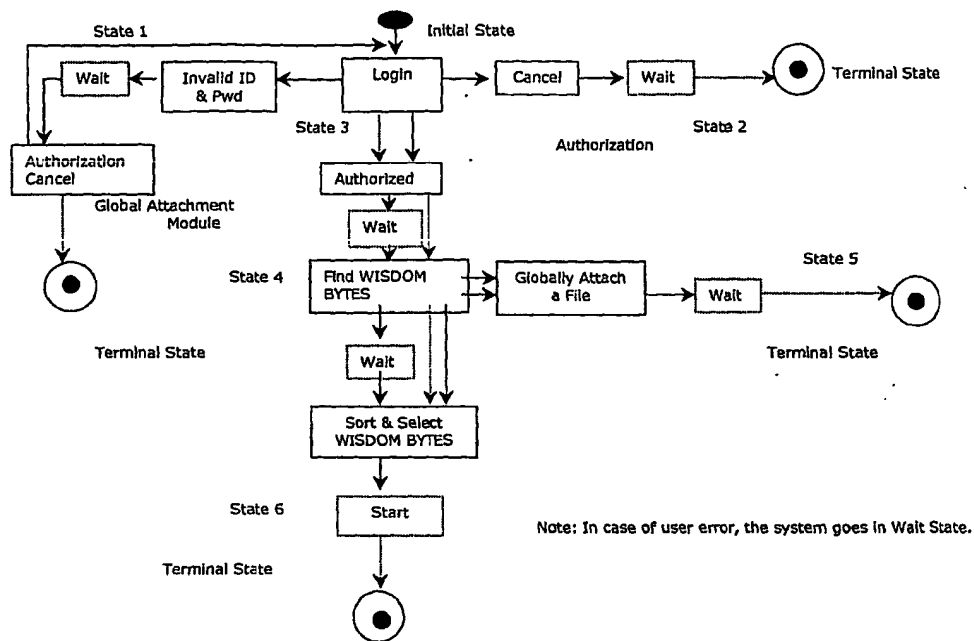 State 1
Initial State
Wait
Invalid ID
& Pwd
Login
Cancel
Wait
Terminal State
State 3
State 2
Authorization
Authorization
Cancel
Authorized
Global Attachment
Module
Wait
State 4
Find WISDOM
BYTES
Globally Attach
a File
State 5
Wait
Terminal State
Wait
Terminal State
Sort & Select
WISDOM BYTES
State 6
Start
Note: In case of user error, the system goes in Wait State.
Terminal State